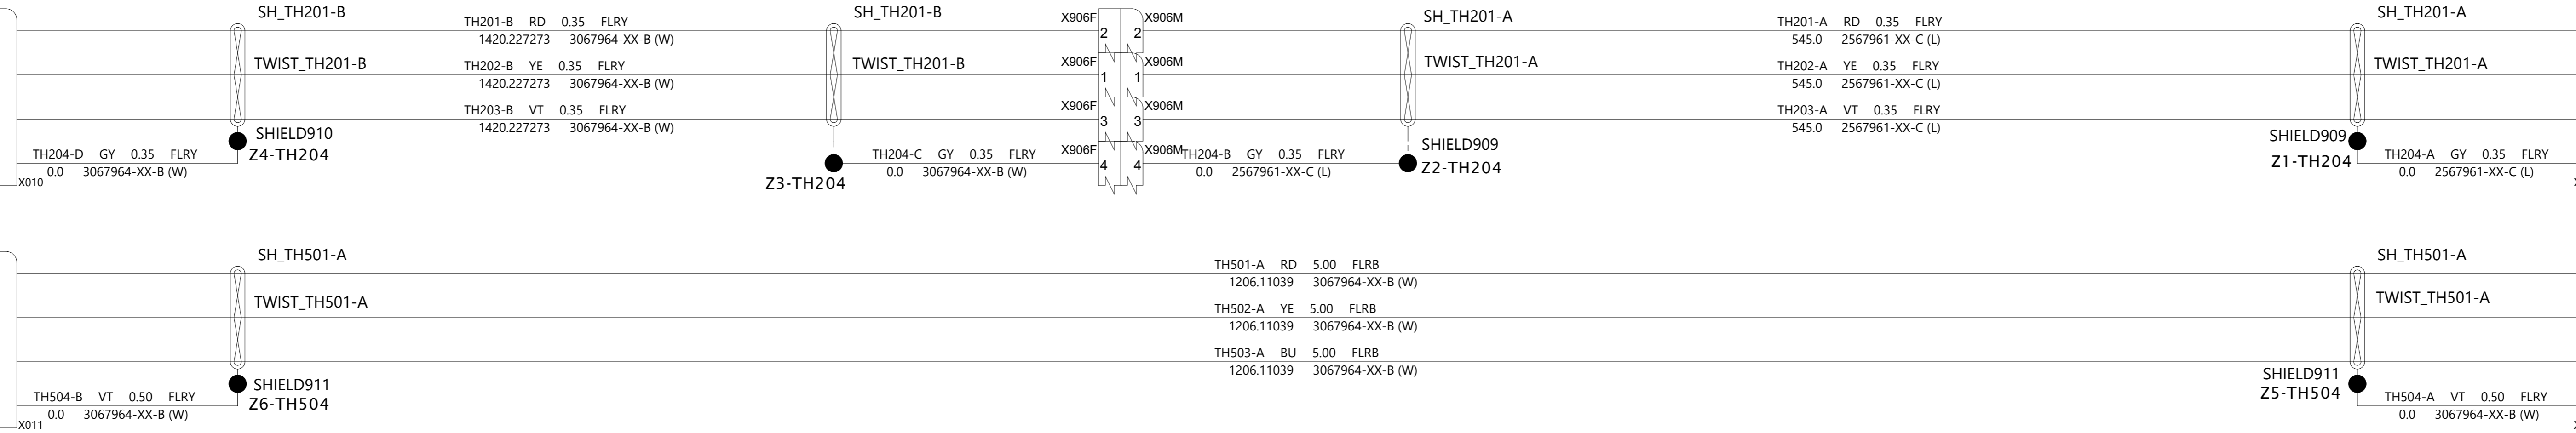 SH_TH201-B
TH201-B RD 0.35 FLRY
1420.227273 3067964-XX-B (W)
SH_TH201-B
X906F
X906M
2
2
SH_TH201-A
TH201-A RD 0.35 FLRY
545.0 2567961-XX-C (L)
SH_TH201-A
TWIST_TH201-B
TH202-B YE 0.35 FLRY
1420.227273 3067964-XX-B (W)
TWIST_TH201-B
X906F
X906M
1
1
TWIST_TH201-A
TH202-A YE 0.35 FLRY
545.0 2567961-XX-C (L)
TWIST_TH201-A
TH203-B VT 0.35 FLRY
1420.227273 3067964-XX-B (W)
X906F
X906M
3
3
TH203-A VT 0.35 FLRY
545.0 2567961-XX-C (L)
SHIELD910
Z4-TH204
TH204-D GY 0.35 FLRY
0.0 3067964-XX-B (W)
X010
Z3-TH204
TH204-C GY 0.35 FLRY
0.0 3067964-XX-B (W)
X906F
X906M
4
4
TH204-B GY 0.35 FLRY
0.0 2567961-XX-C (L)
SHIELD909
Z2-TH204
SHIELD909
Z1-TH204
TH204-A GY 0.35 FLRY
0.0 2567961-XX-C (L)
SH_TH501-A
TH501-A RD 5.00 FLRB
1206.11039 3067964-XX-B (W)
SH_TH501-A
TWIST_TH501-A
TH502-A YE 5.00 FLRB
1206.11039 3067964-XX-B (W)
TWIST_TH501-A
TH503-A BU 5.00 FLRB
1206.11039 3067964-XX-B (W)
SHIELD911
Z6-TH504
TH504-B VT 0.50 FLRY
0.0 3067964-XX-B (W)
X011
SHIELD911
Z5-TH504
TH504-A VT 0.50 FLRY
0.0 3067964-XX-B (W)